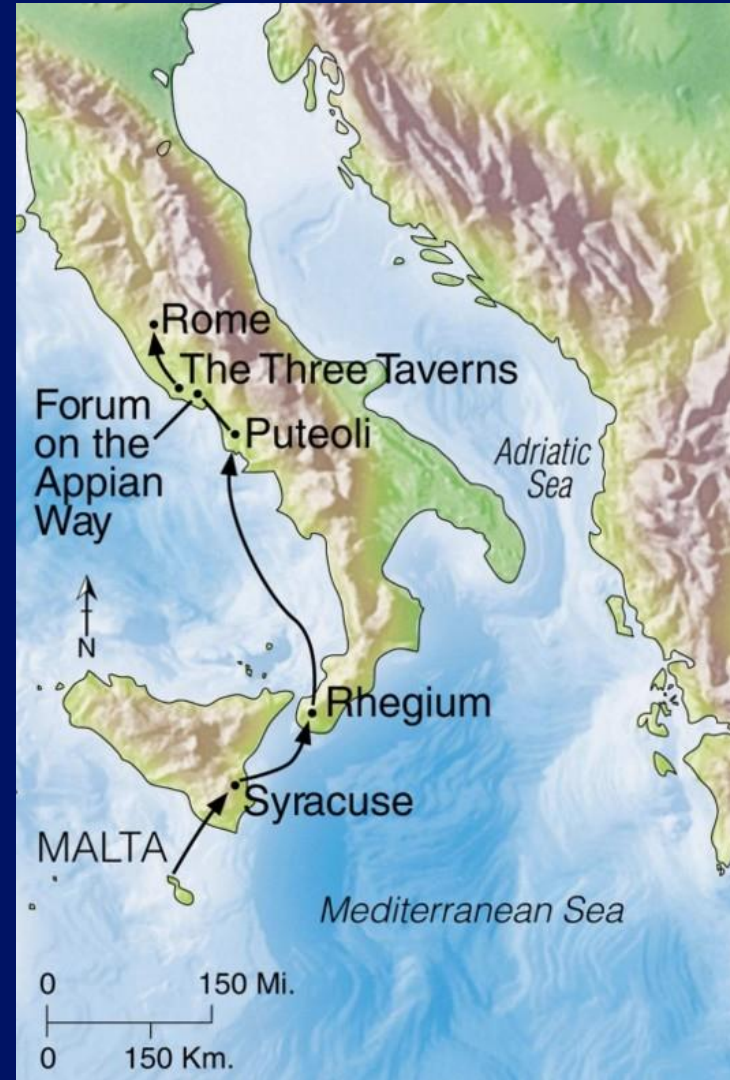 Rome
The Three Taverns
Forum
on the
Appian
Way
Puteoli
Adriatic
Sea
N
Rhegium
Syracuse
MALTA
Mediterranean Sea
0 150 Mi.
0 150 Km.